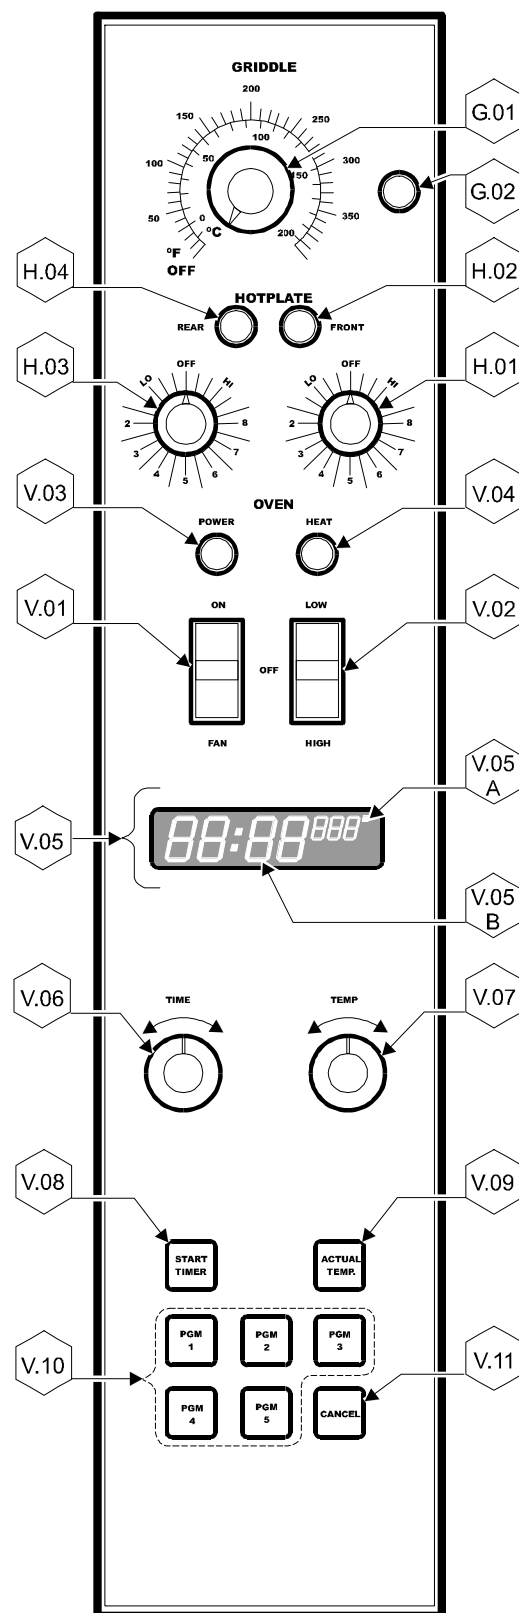 GRIDDLE
200
150
250
100
G.01
50
150
300
100
G.02
50
0
°C
350
200
°F
OFF
H.04
H.02
HOTPLATE
REAR
FRONT
H.03
H.01
LO
OFF
HI
LO
OFF
HI
2
8
2
8
3
7
3
7
4
5
6
4
5
6
V.03
V.04
OVEN
POWER
HEAT
V.01
V.02
ON
LOW
OFF
FAN
HIGH
V.05
A
V.05
88:88 888
V.05
B
V.06
V.07
TIME
TEMP
V.08
V.09
START
TIMER
ACTUAL
TEMP.
V.10
V.11
PGM
1
PGM
2
PGM
3
PGM
4
PGM
5
CANCEL